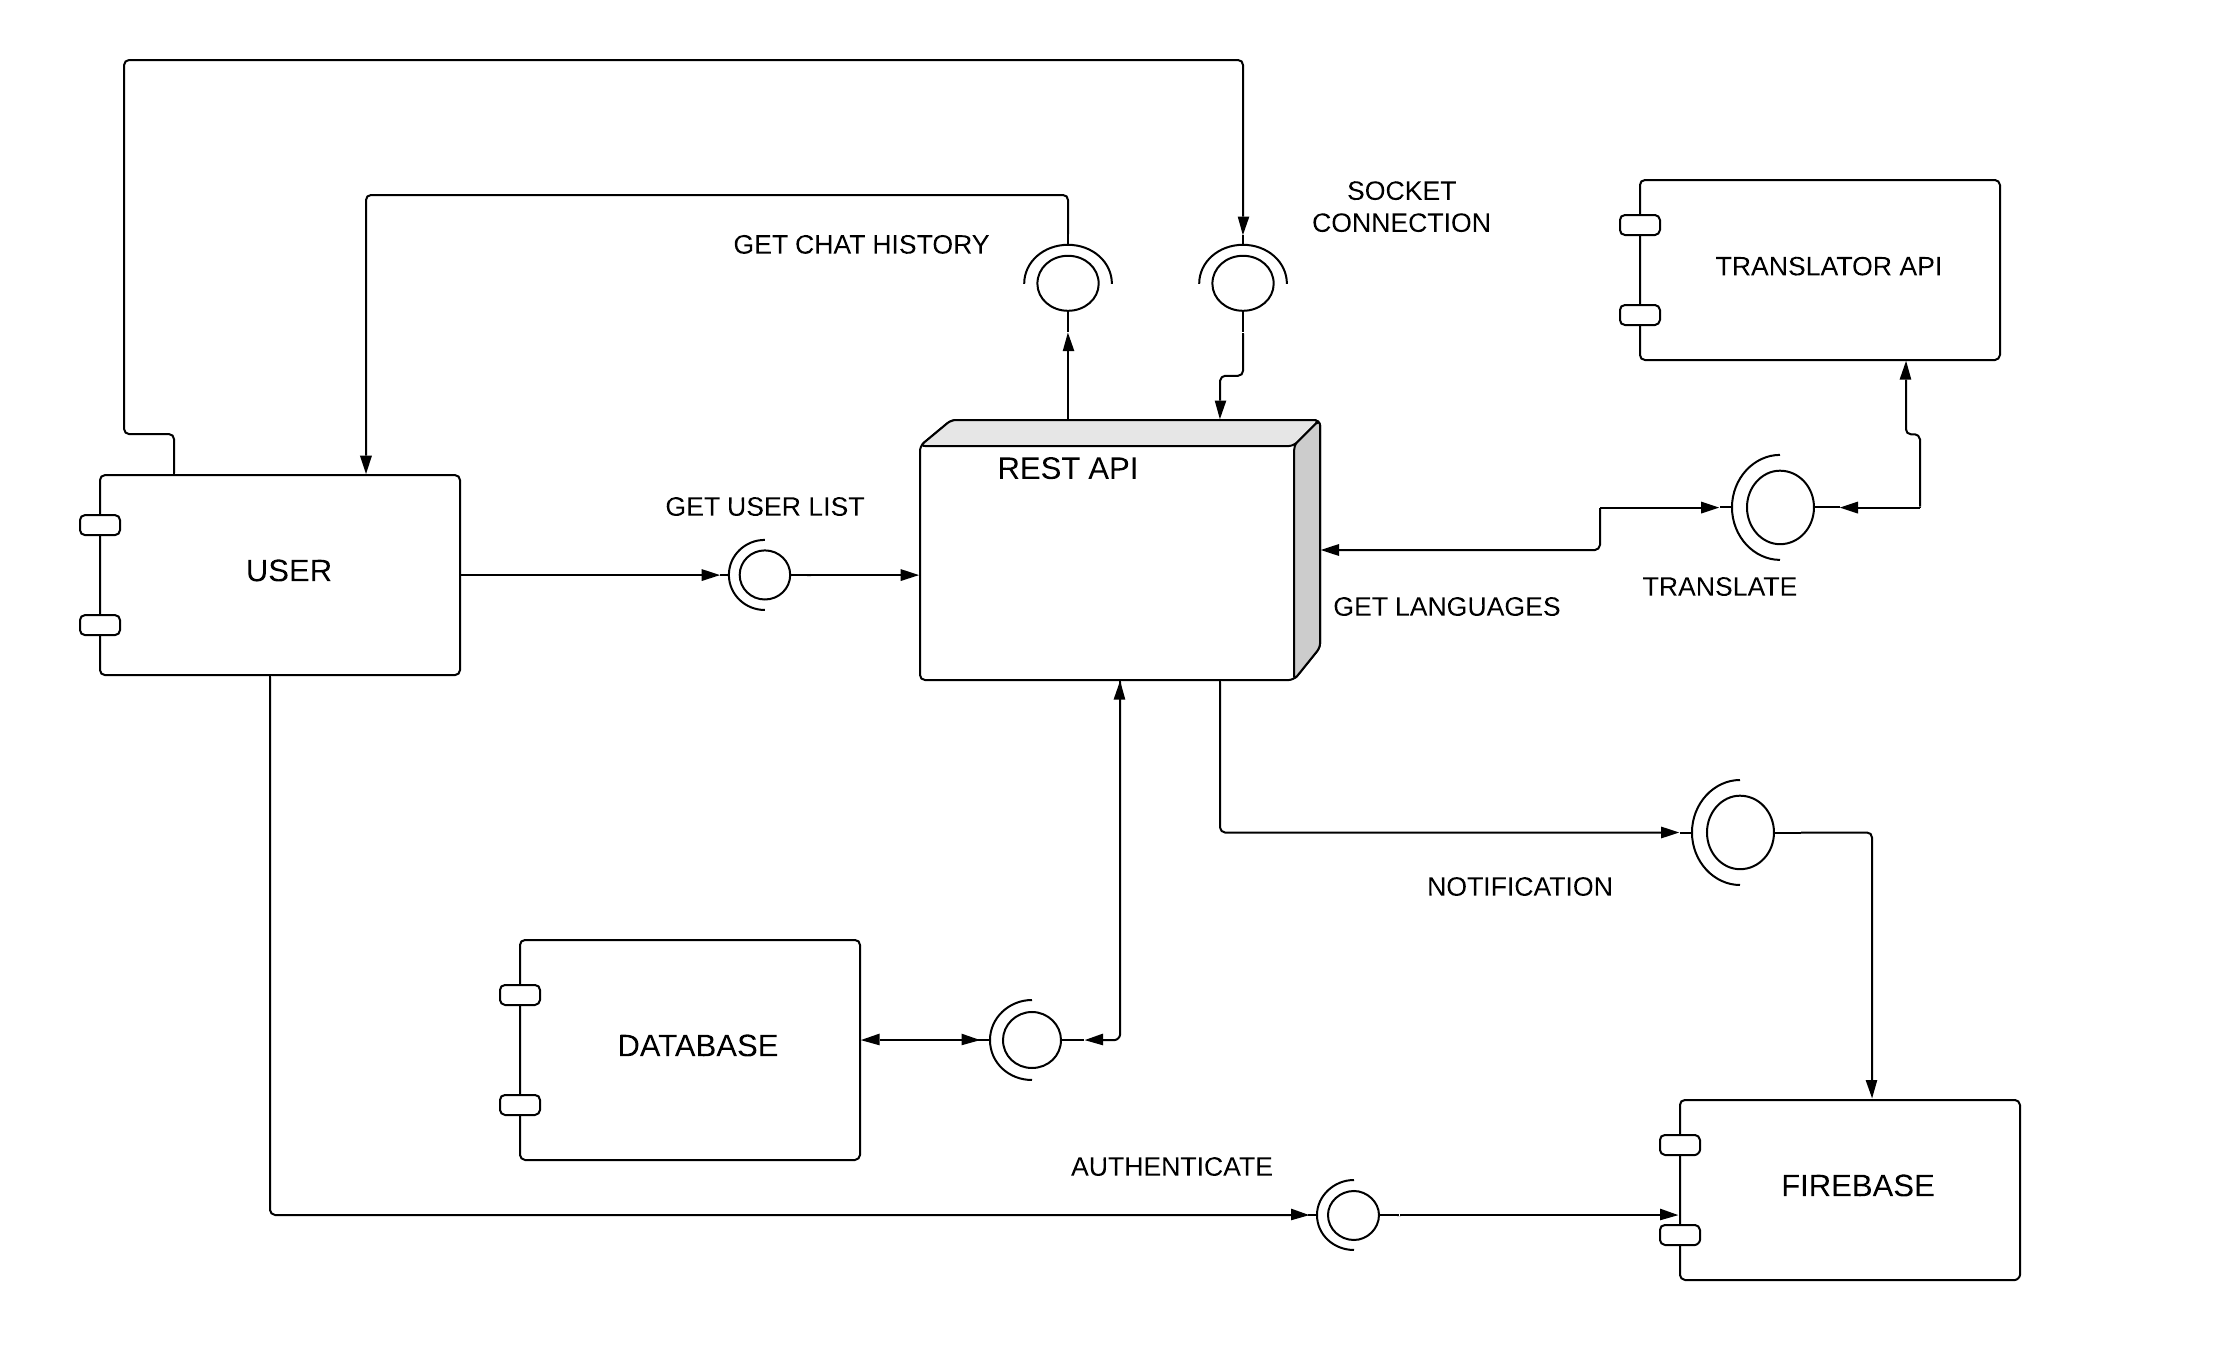 SOCKET
CONNECTION
GET CHAT HISTORY
TRANSLATOR API
REST API
GET USER LIST
USER
TRANSLATE
GET LANGUAGES
NOTIFICATION
DATABASE
AUTHENTICATE
FIREBASE